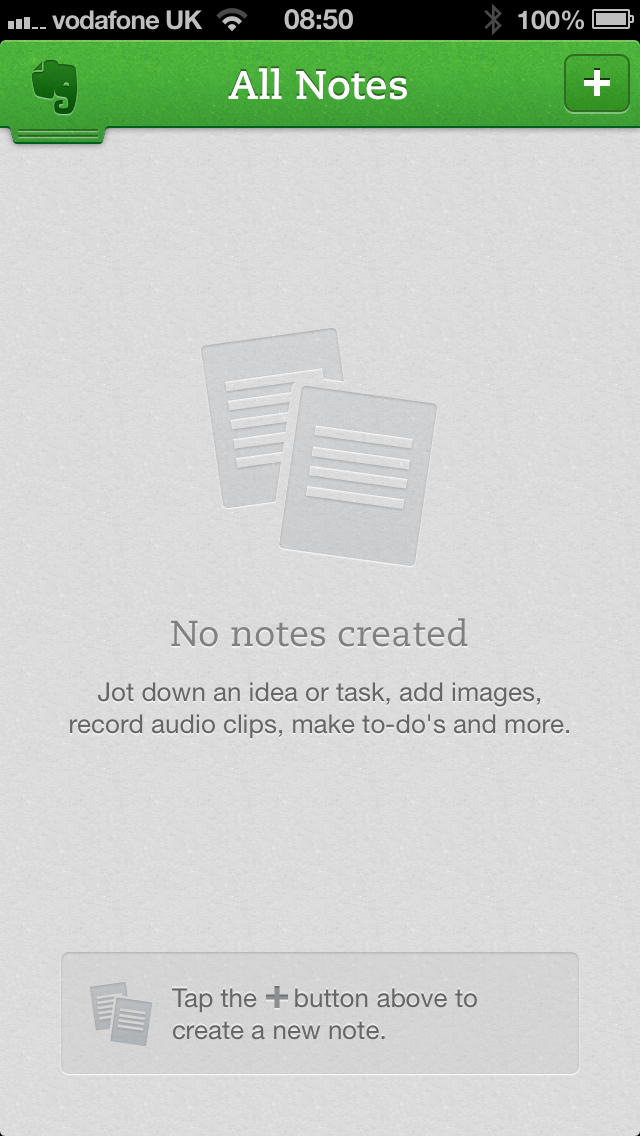 vodafone UK 08:50 100%
All Notes +
No notes created
Jot down an idea or task, add images,
record audio clips, make to-do's and more.
Tap the + button above to
create a new note.